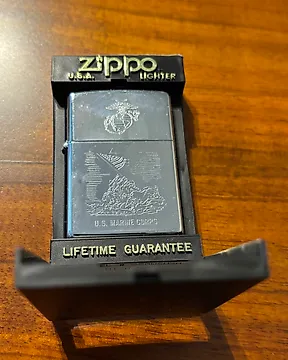 zippo
U.S.A. LIGHTER
U.S. MARINE CORPS
LIFETIME GUARANTEE